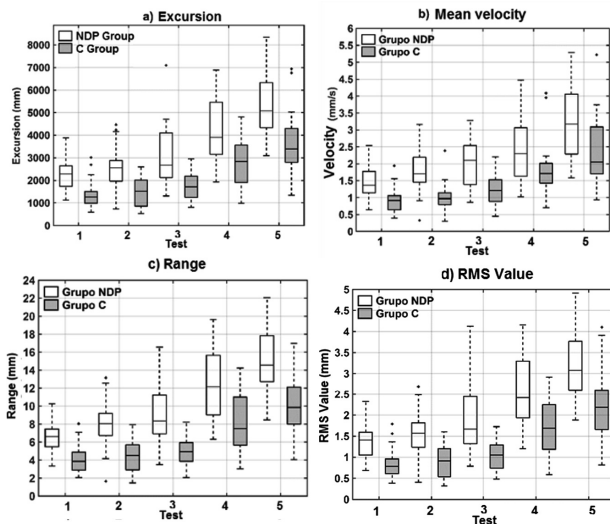 a) Excursion
NDP Group
C Group
Excursion (mm)
8000
7000
6000
5000
4000
3000
2000
1000
0
1 2 3 4 5
Test
b) Mean velocity
Grupo NDP
Grupo C
Velocity (mm/s)
6
5.5
5
4.5
4
3.5
3
2.5
2
1.5
1
0.5
0
1 2 3 4 5
Test
c) Range
Grupo NDP
Grupo C
Range (mm)
24
22
20
18
16
14
12
10
8
6
4
2
0
1 2 3 4 5
Test
d) RMS Value
Grupo NDP
Grupo C
RMS Value (mm)
5
4.5
4
3.5
3
2.5
2
1.5
1
0.5
0
1 2 3 4 5
Test